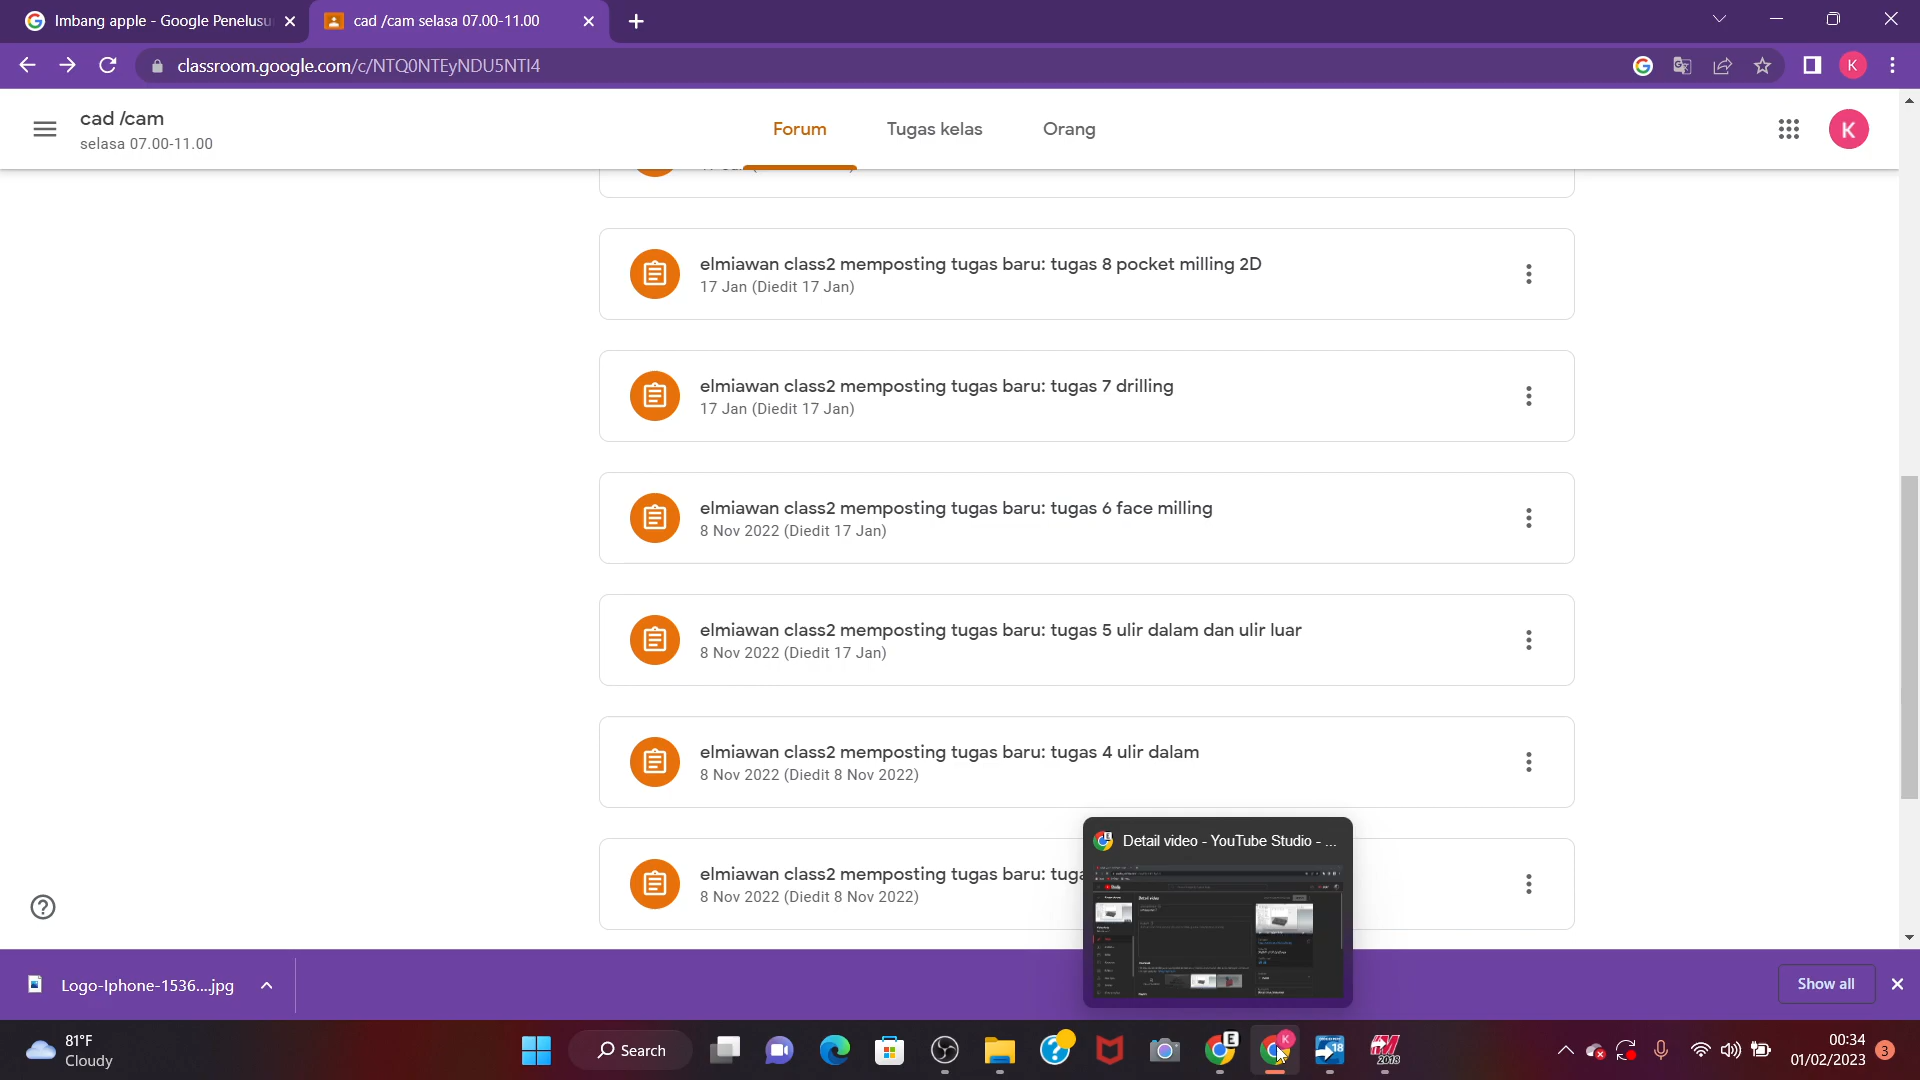 Imbang apple - Google Penelusu
cad /cam selasa 07.00-11.00
classroom.google.com/c/NTQ0NTEyNDU5NTI4
K
cad /cam
selasa 07.00-11.00
Forum
Tugas kelas
Orang
K
elmiawan class2 memposting tugas baru: tugas 8 pocket milling 2D
17 Jan (Diedit 17 Jan)
elmiawan class2 memposting tugas baru: tugas 7 drilling
17 Jan (Diedit 17 Jan)
elmiawan class2 memposting tugas baru: tugas 6 face milling
8 Nov 2022 (Diedit 17 Jan)
elmiawan class2 memposting tugas baru: tugas 5 ulir dalam dan ulir luar
8 Nov 2022 (Diedit 17 Jan)
elmiawan class2 memposting tugas baru: tugas 4 ulir dalam
8 Nov 2022 (Diedit 8 Nov 2022)
elmiawan class2 memposting tugas baru: tuga
8 Nov 2022 (Diedit 8 Nov 2022)
Detail video - YouTube Studio - ...
Logo-Iphone-1536....jpg
Show all
81°F
Cloudy
Search
E
K
18
2018
00:34
01/02/2023
3